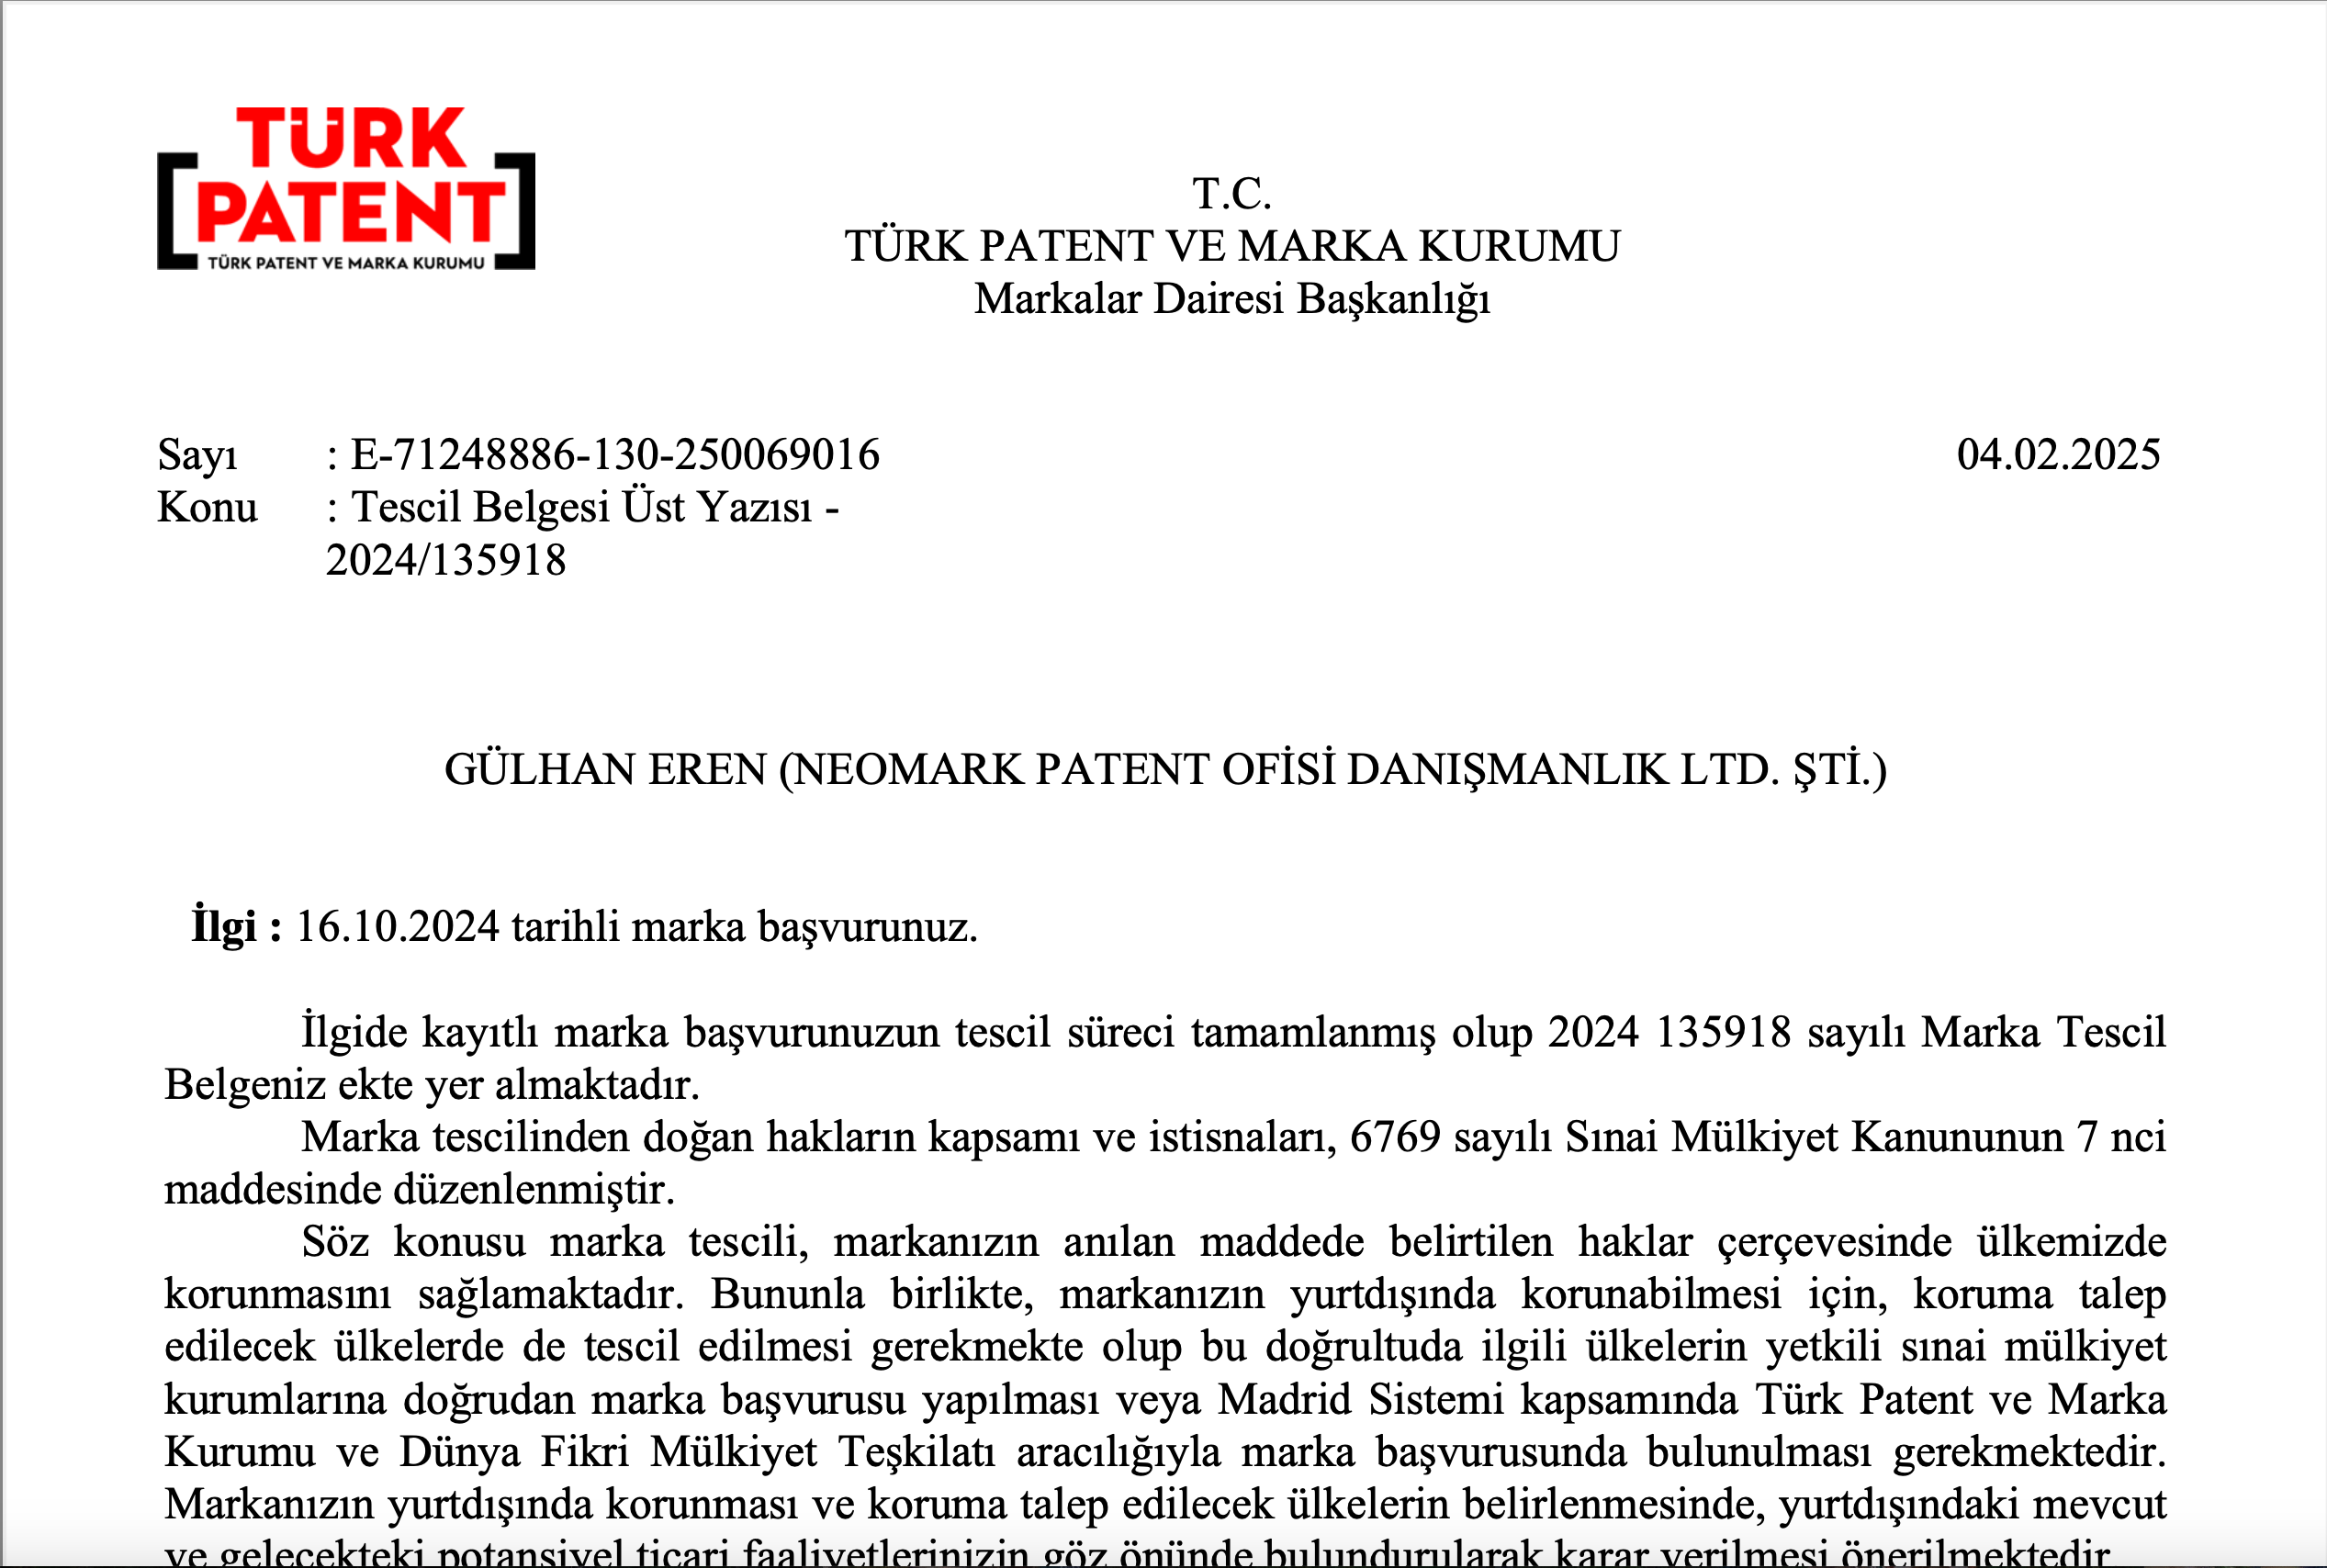 TÜRK
PATENT
TÜRK PATENT VE MARKA KURUMU
T.C.
TÜRK PATENT VE MARKA KURUMU
Markalar Dairesi Başkanlığı
Sayı : E-71248886-130-250069016 04.02.2025
Konu : Tescil Belgesi Üst Yazısı -
2024/135918
GÜLHAN EREN (NEOMARK PATENT OFİSİ DANIŞMANLIK LTD. ŞTİ.)
İlgi : 16.10.2024 tarihli marka başvurunuz.
İlgide kayıtlı marka başvurunuzun tescil süreci tamamlanmış olup 2024 135918 sayılı Marka Tescil
Belgeniz ekte yer almaktadır.
Marka tescilinden doğan hakların kapsamı ve istisnaları, 6769 sayılı Sınai Mülkiyet Kanununun 7 nci
maddesinde düzenlenmiştir.
Söz konusu marka tescili, markanızın anılan maddede belirtilen haklar çerçevesinde ülkemizde
korunmasını sağlamaktadır. Bununla birlikte, markanızın yurtdışında korunabilmesi için, koruma talep
edilecek ülkelerde de tescil edilmesi gerekmekte olup bu doğrultuda ilgili ülkelerin yetkili sınai mülkiyet
kurumlarına doğrudan marka başvurusu yapılması veya Madrid Sistemi kapsamında Türk Patent ve Marka
Kurumu ve Dünya Fikri Mülkiyet Teşkilatı aracılığıyla marka başvurusunda bulunulması gerekmektedir.
Markanızın yurtdışında korunması ve koruma talep edilecek ülkelerin belirlenmesinde, yurtdışındaki mevcut
ve gelecekteki potansiyel ticari faaliyetlerinizin göz önünde bulundurularak karar verilmesi önerilmektedir.